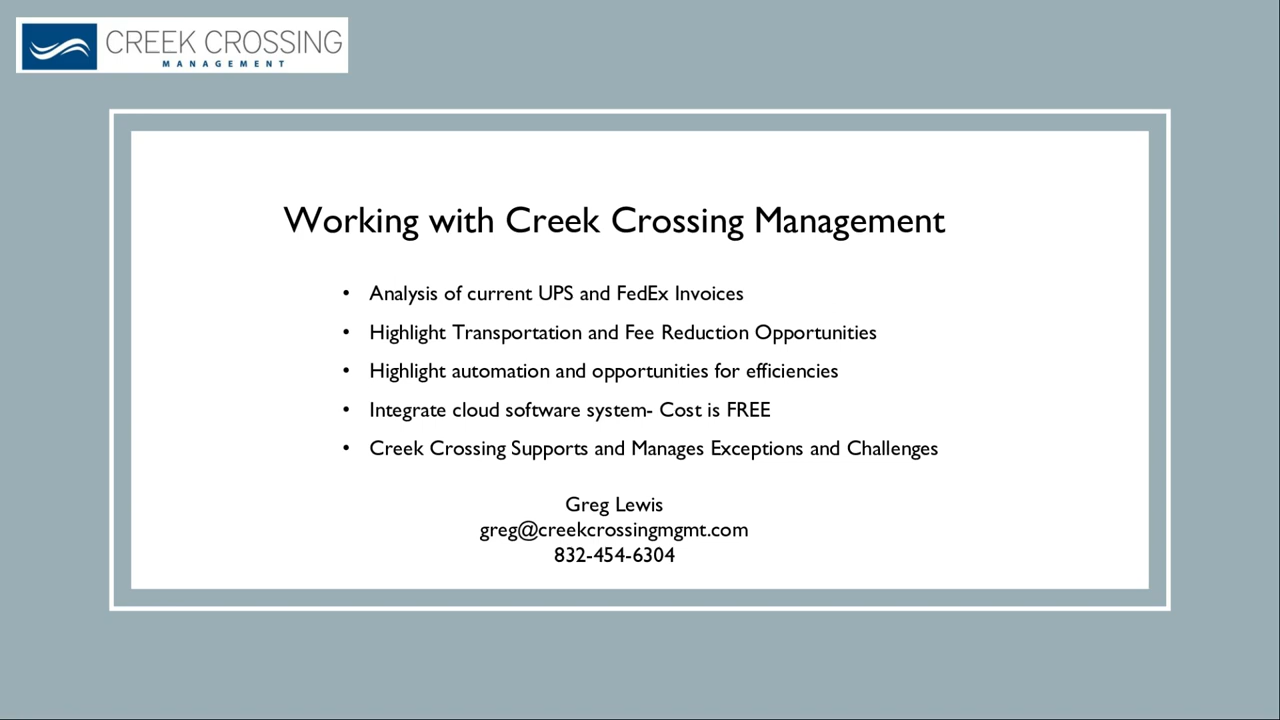 CREEK CROSSING
MANAGEMENT
Working with Creek Crossing Management
• Analysis of current UPS and FedEx Invoices
• Highlight Transportation and Fee Reduction Opportunities
• Highlight automation and opportunities for efficiencies
• Integrate cloud software system- Cost is FREE
• Creek Crossing Supports and Manages Exceptions and Challenges
Greg Lewis
greg@creekcrossingmgmt.com
832-454-6304